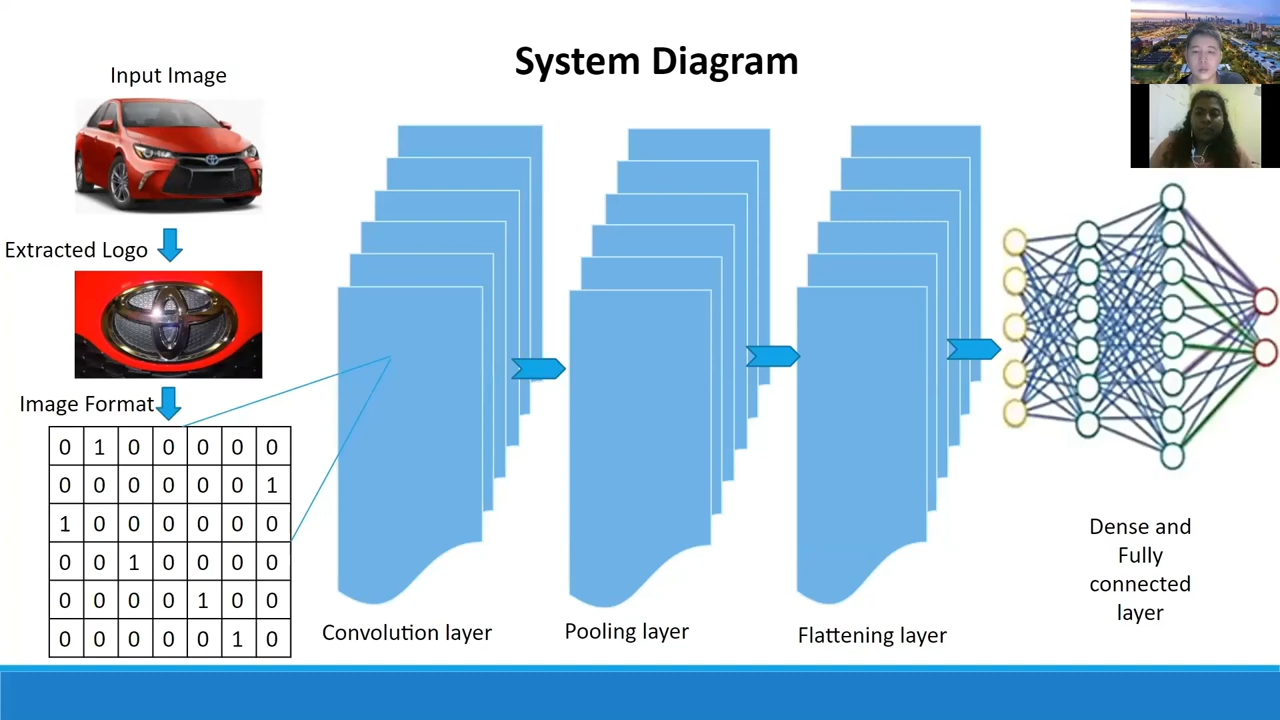 System Diagram
Input Image
Extracted Logo
Image Format
0 1 0 0 0 0 0
0 0 0 0 0 0 1
1 0 0 0 0 0 0
0 0 1 0 0 0 0
0 0 0 0 1 0 0
0 0 0 0 0 1 0
Convolution layer
Pooling layer
Flattening layer
Dense and
Fully
connected
layer